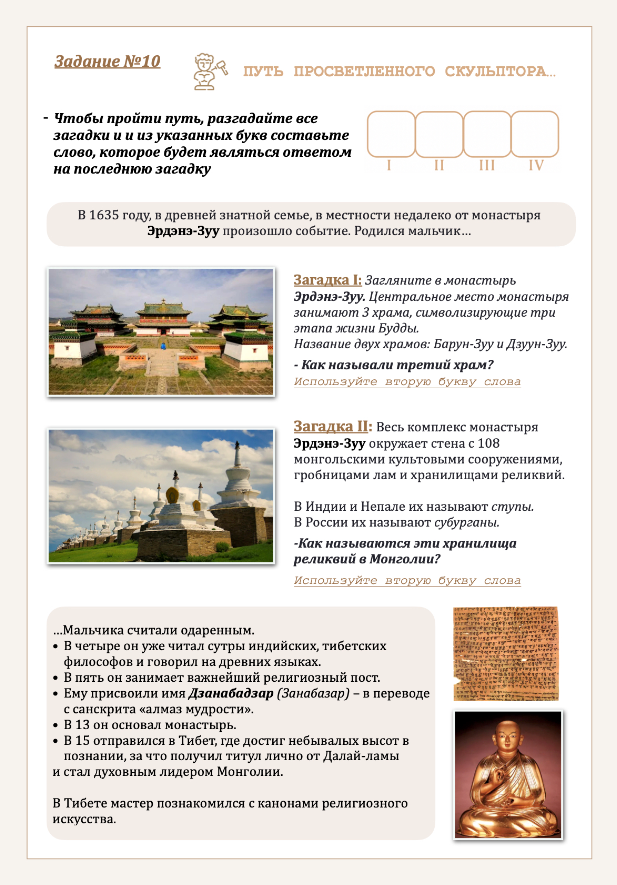 Задание №10
ПУТЬ ПРОСВЕТЛЕННОГО СКУЛЬПТОРА…
- Чтобы пройти путь, разгадайте все
загадки и и из указанных букв составьте
слово, которое будет являться ответом
на последнюю загадку
I II III IV
В 1635 году, в древней знатной семье, в местности недалеко от монастыря
Эрдэнэ-Зуу произошло событие. Родился мальчик…
Загадка I: Загляните в монастырь
Эрдэнэ-Зуу. Центральное место монастыря
занимают 3 храма, символизирующие три
этапа жизни Будды.
Название двух храмов: Барун-Зуу и Дзуун-Зуу.
- Как называли третий храм?
Используйте вторую букву слова
Загадка II: Весь комплекс монастыря
Эрдэнэ-Зуу окружает стена с 108
монгольскими культовыми сооружениями,
гробницами лам и хранилищами реликвий.
В Индии и Непале их называют ступы.
В России их называют субурганы.
-Как называются эти хранилища
реликвий в Монголии?
Используйте вторую букву слова
…Мальчика считали одаренным.
• В четыре он уже читал сутры индийских, тибетских
философов и говорил на древних языках.
• В пять он занимает важнейший религиозный пост.
• Ему присвоили имя Дзанабадзар (Занабазар) – в переводе
с санскрита «алмаз мудрости».
• В 13 он основал монастырь.
• В 15 отправился в Тибет, где достиг небывалых высот в
познании, за что получил титул лично от Далай-ламы
и стал духовным лидером Монголии.
В Тибете мастер познакомился с канонами религиозного
искусства.